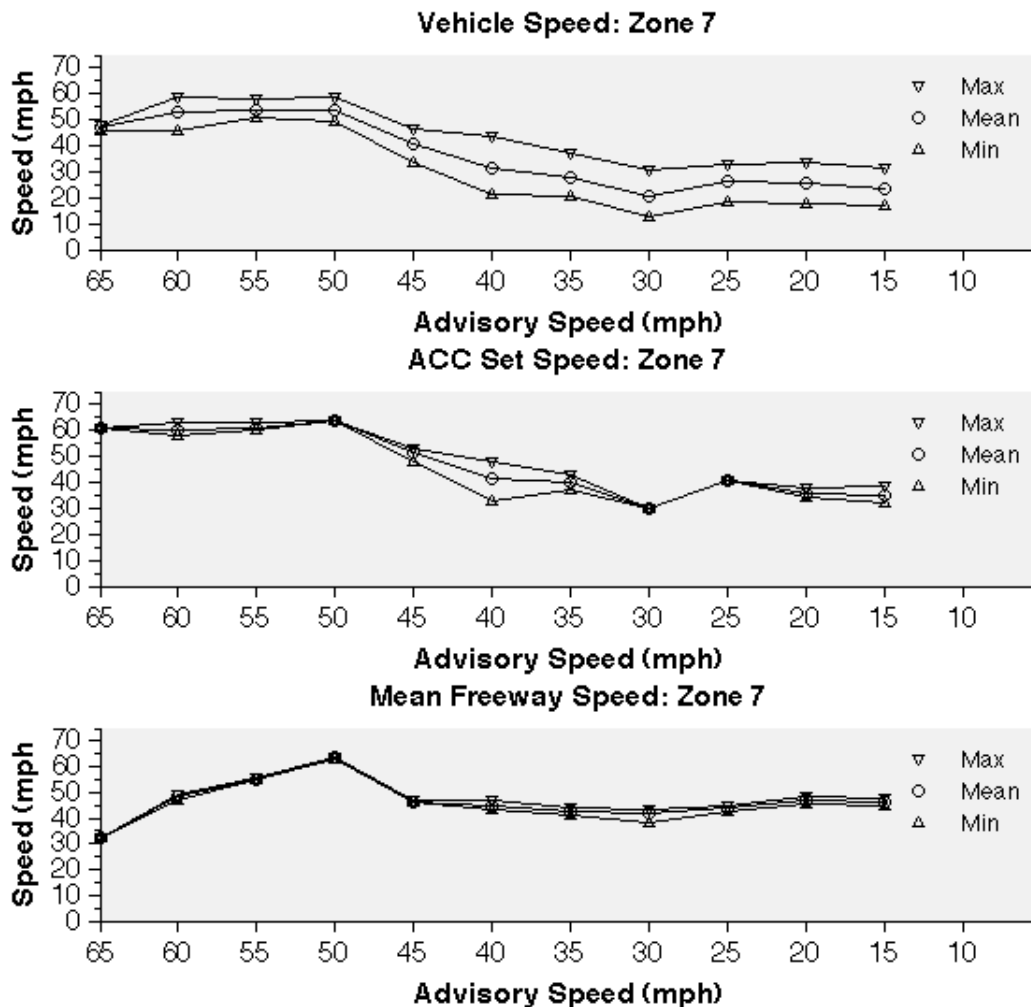 Vehicle Speed: Zone 7
Speed (mph
70
60
50
40
30
20
10
0
Max
Mean
Min
65 60 55 50 45 40 35 30 25 20 15 10
Advisory Speed (mph)
ACC Set Speed: Zone 7
Speed (mph
70
60
50
40
30
20
10
0
Max
Mean
Min
65 60 55 50 45 40 35 30 25 20 15 10
Advisory Speed (mph)
Mean Freeway Speed: Zone 7
Speed (mph
70
60
50
40
30
20
10
0
Max
Mean
Min
65 60 55 50 45 40 35 30 25 20 15 10
Advisory Speed (mph)